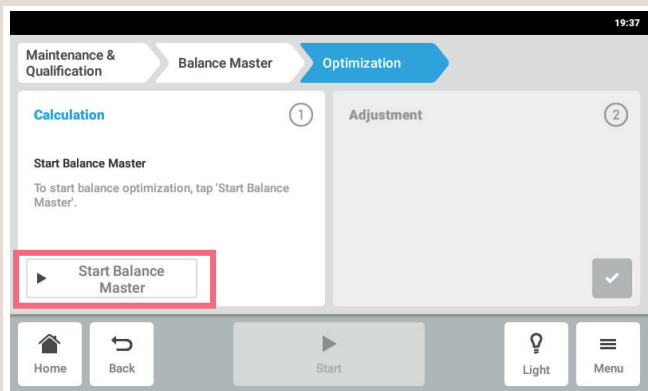 19:37
Maintenance &
Qualification
Balance Master
Optimization
Calculation
1
Adjustment
2
Start Balance Master
To start balance optimization, tap 'Start Balance
Master'.
Start Balance
Master
Home
Back
Start
Light
Menu